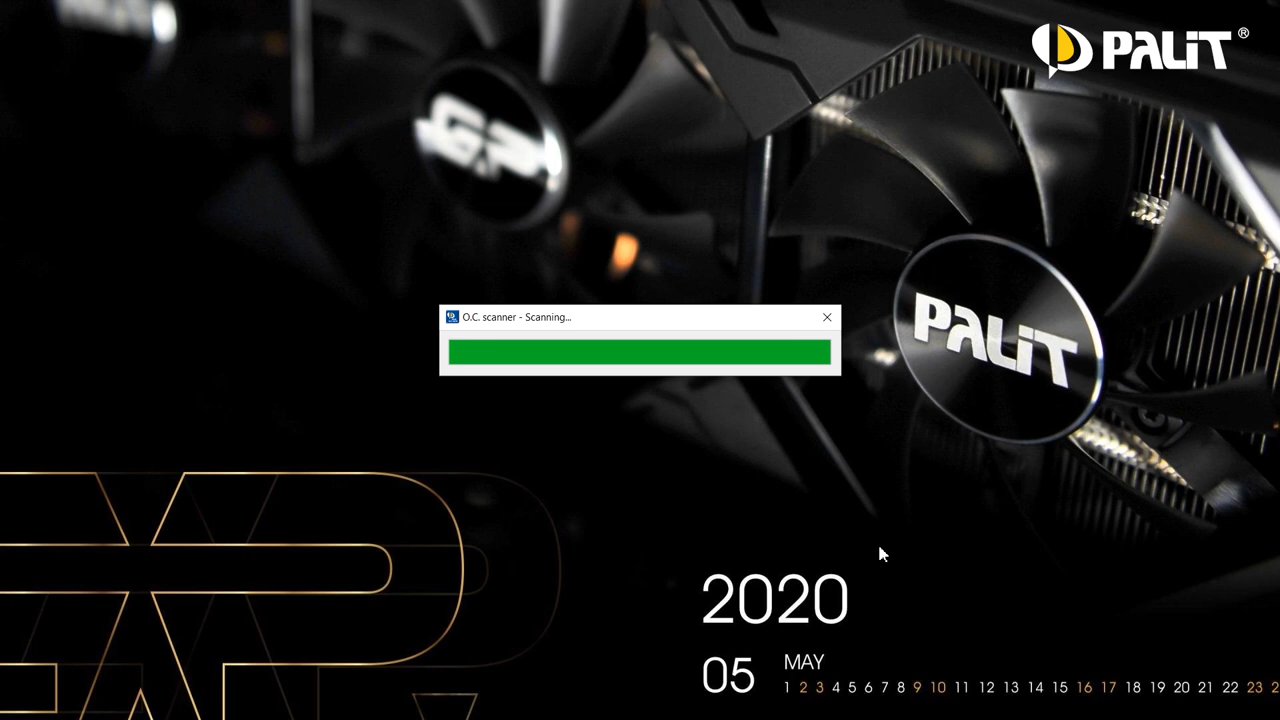 PALiT®
GP
O.C. scanner - Scanning...
PALiT
2020
05 MAY
1 2 3 4 5 6 7 8 9 10 11 12 13 14 15 16 17 18 19 20 21 22 23